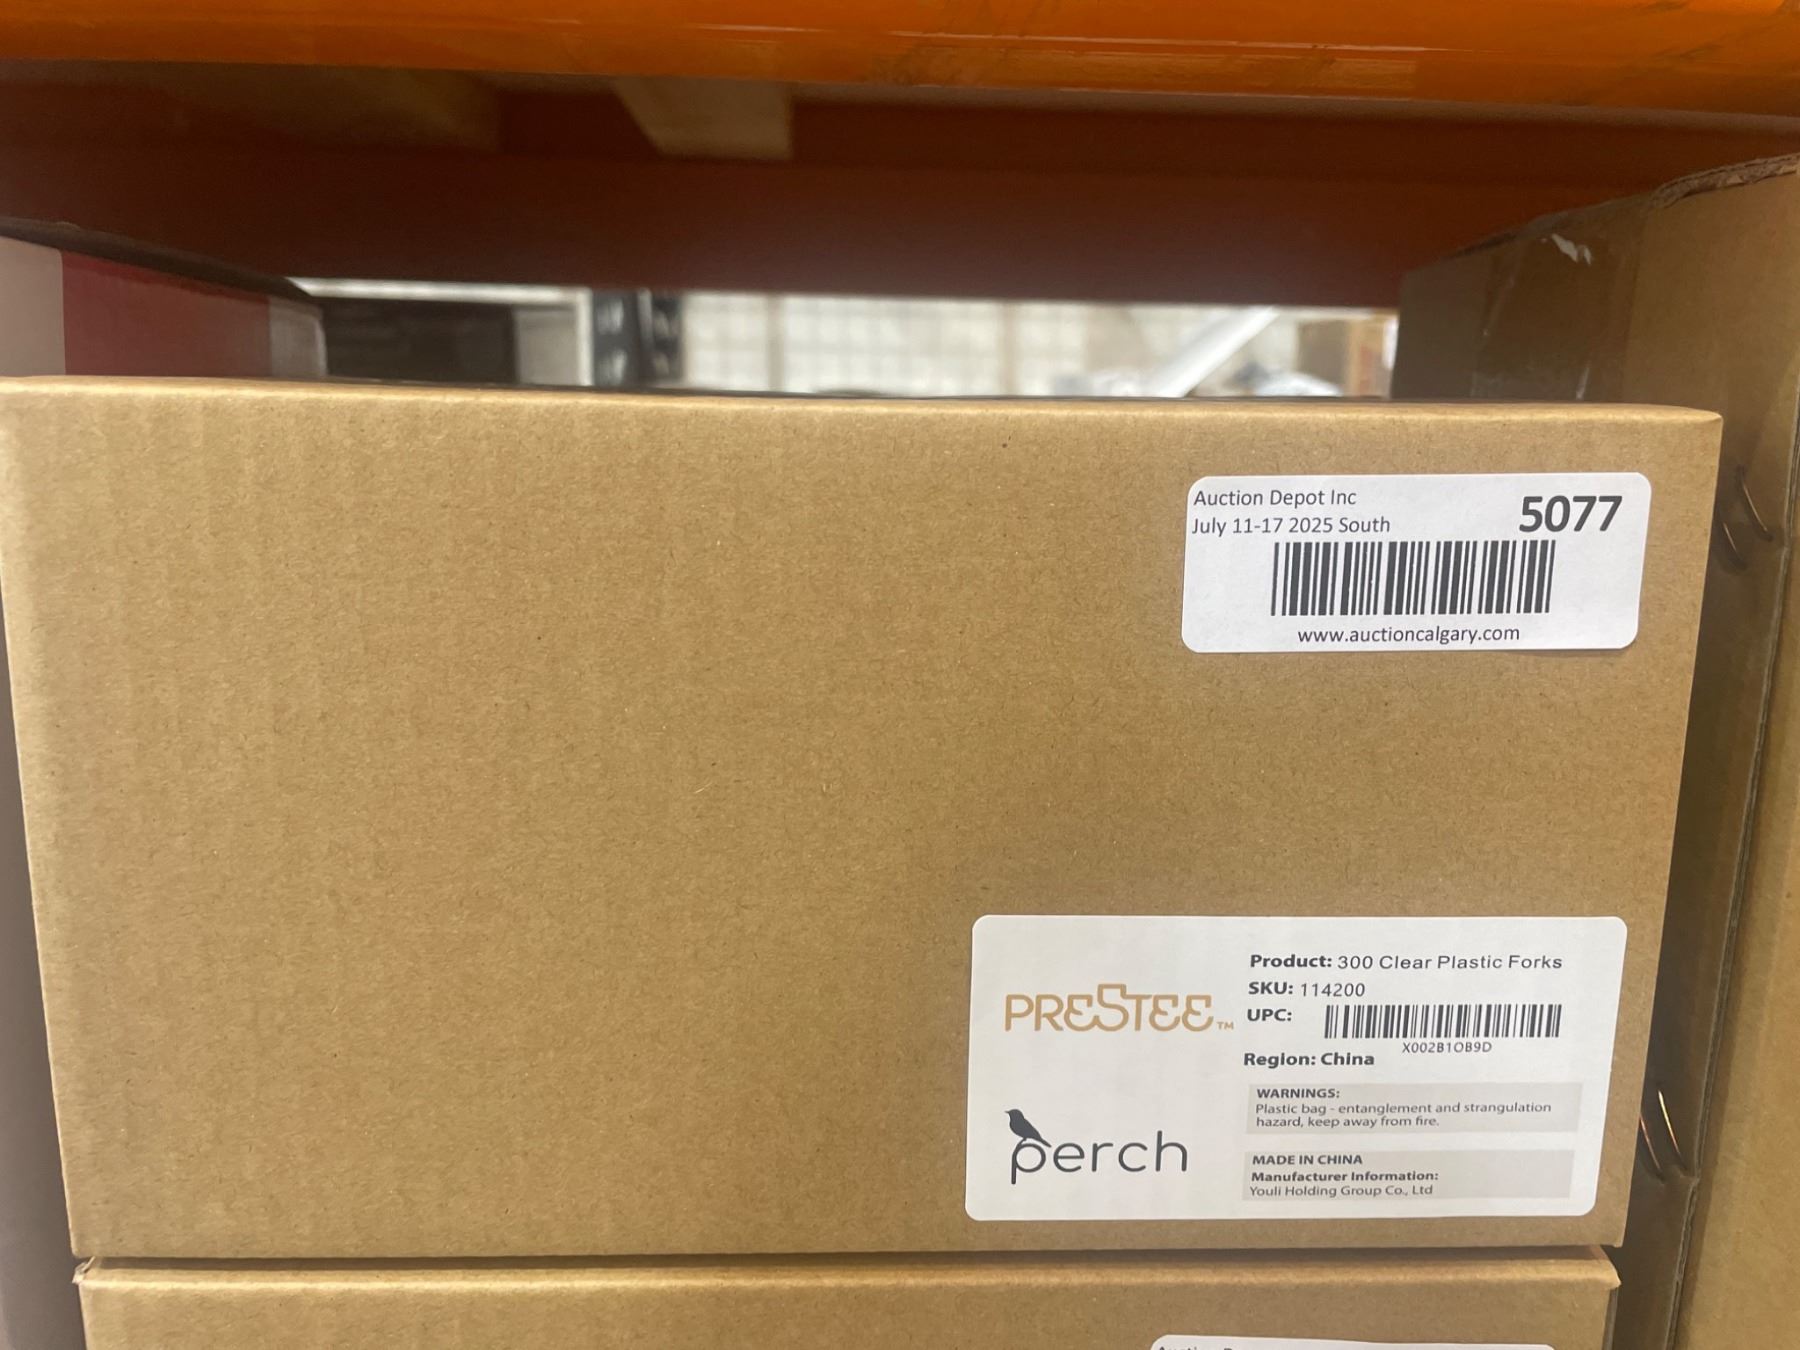 Auction Depot Inc
July 11-17 2025 South
5077
www.auctioncalgary.com
PRESTEE™
perch
Product: 300 Clear Plastic Forks
SKU: 114200
UPC:
X002B1OB9D
Region: China
WARNINGS:
Plastic bag - entanglement and strangulation
hazard, keep away from fire.
MADE IN CHINA
Manufacturer Information:
Youli Holding Group Co., Ltd